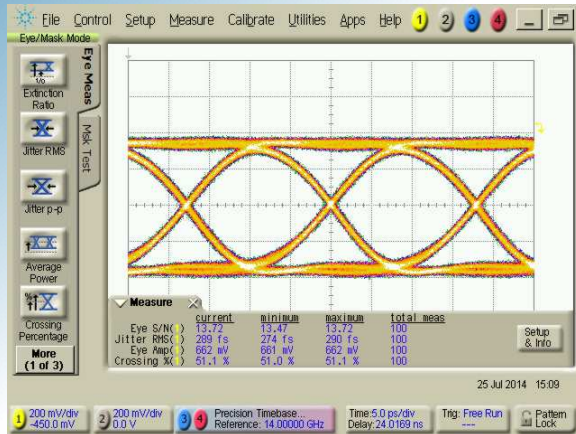 File Control Setup Measure Calibrate Utilities Apps Help 1 2 3 4
Eye/Mask Mode
Eye Meas
Msk Test
1/0
Extinction
Ratio
Jitter RMS
Jitter p-p
Average
Power
%
Crossing
Percentage
More
(1 of 3)
Measure
current minimum maximum total meas
Eye S/N(1) 13.72 13.47 13.72 100
Jitter RMS(1) 289 fs 274 fs 290 fs 100
Eye Amp(1) 662 mV 661 mV 662 mV 100
Crossing %(1) 51.1 % 51.0 % 51.1 % 100
Setup
& Info
25 Jul 2014 15:09
1 200 mV/div
-450.0 mV
2 200 mV/div
0.0 V
3 4 Precision Timebase...
Reference: 14.00000 GHz
Time:5.0 ps/div
Delay:24.0169 ns
Trig: Free Run
---
Pattern
Lock